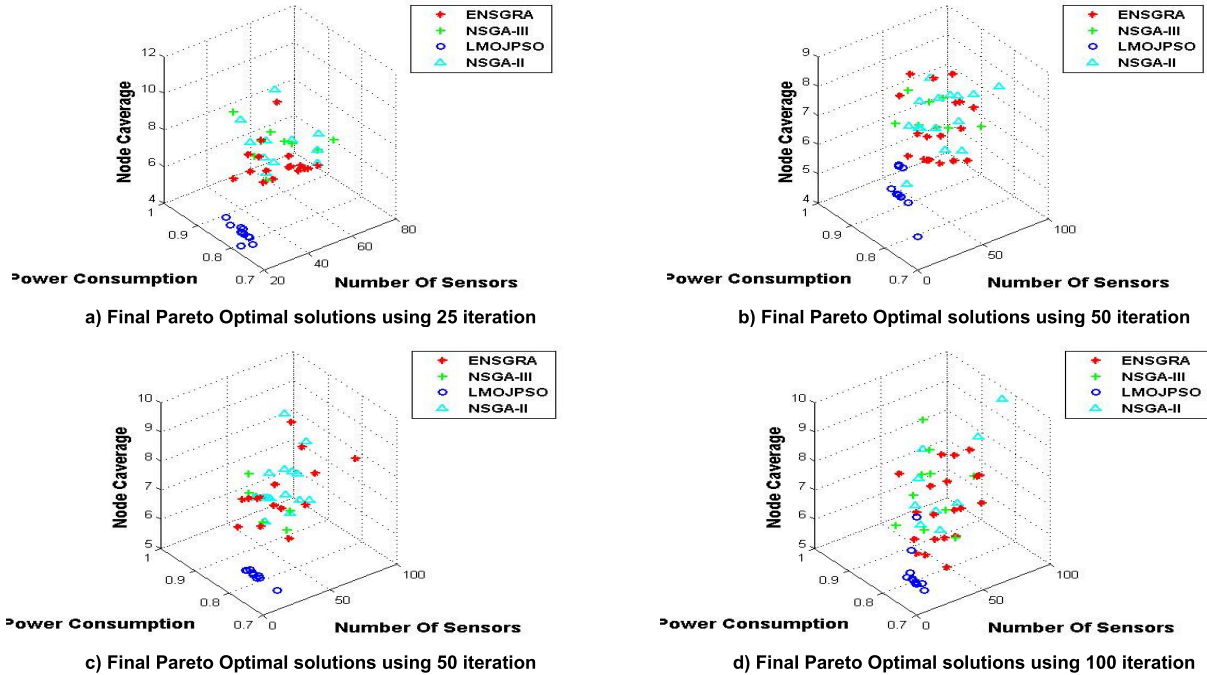 ENSGRA
NSGA-III
LMOJPSO
NSGA-II
12
10
8
6
4
Node Caverage
1
0.9
0.8
0.7
Power Consumption
20
40
60
80
Number Of Sensors
a) Final Pareto Optimal solutions using 25 iteration
ENSGRA
NSGA-III
LMOJPSO
NSGA-II
9
8
7
6
5
4
Node Caverage
1
0.9
0.8
0.7
Power Consumption
0
50
100
Number Of Sensors
b) Final Pareto Optimal solutions using 50 iteration
ENSGRA
NSGA-III
LMOJPSO
NSGA-II
10
9
8
7
6
5
Node Caverage
1
0.9
0.8
0.7
Power Consumption
0
50
100
Number Of Sensors
c) Final Pareto Optimal solutions using 50 iteration
ENSGRA
NSGA-III
LMOJPSO
NSGA-II
10
9
8
7
6
5
Node Caverage
1
0.9
0.8
0.7
Power Consumption
0
50
100
Number Of Sensors
d) Final Pareto Optimal solutions using 100 iteration